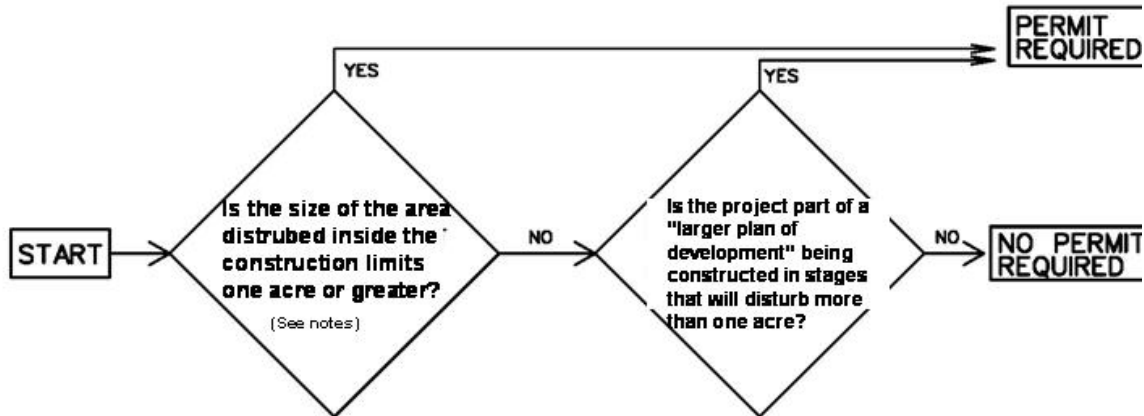 PERMIT
REQUIRED
YES
YES
Is the size of the area
distrubed inside the
construction limits
one acre or greater?
(See notes)
Is the project part of a
"larger plan of
development" being
constructed in stages
that will disturb more
than one acre?
START
NO
NO
NO PERMIT
REQUIRED